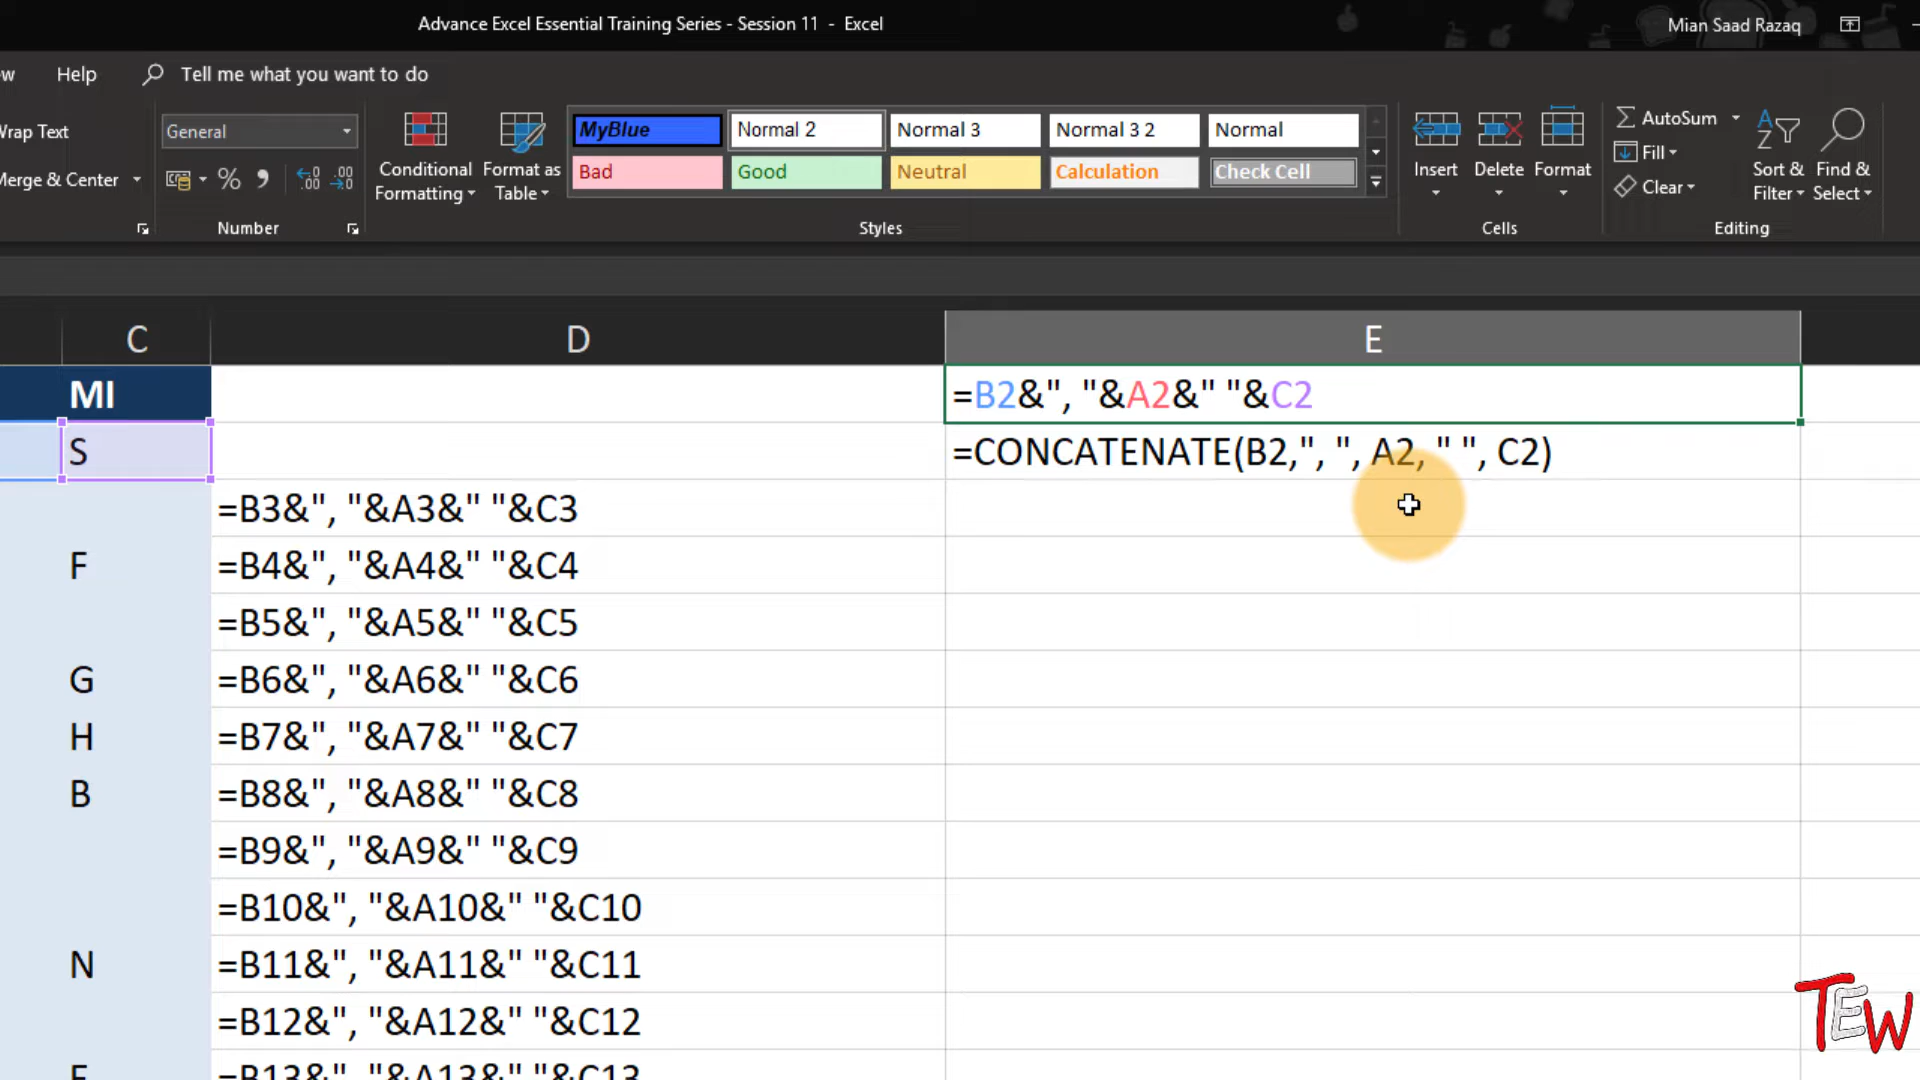 Advance Excel Essential Training Series - Session 11 - Excel
Mian Saad Razaq
Help
Tell me what you want to do
Wrap Text
General
MyBlue
Normal 2
Normal 3
Normal 3 2
Normal
Bad
Good
Neutral
Calculation
Check Cell
Merge & Center
Conditional Formatting
Format as Table
Insert
Delete
Format
AutoSum
Fill
Clear
Sort & Filter
Find & Select
Number
Styles
Cells
Editing
C
D
E
MI
=B2&", "&A2&" "&C2
S
=CONCATENATE(B2,", ", A2, " ", C2)
=B3&", "&A3&" "&C3
F
=B4&", "&A4&" "&C4
=B5&", "&A5&" "&C5
G
=B6&", "&A6&" "&C6
H
=B7&", "&A7&" "&C7
B
=B8&", "&A8&" "&C8
=B9&", "&A9&" "&C9
=B10&", "&A10&" "&C10
N
=B11&", "&A11&" "&C11
=B12&", "&A12&" "&C12
=B13&", "&A13&" "&C13
TEW